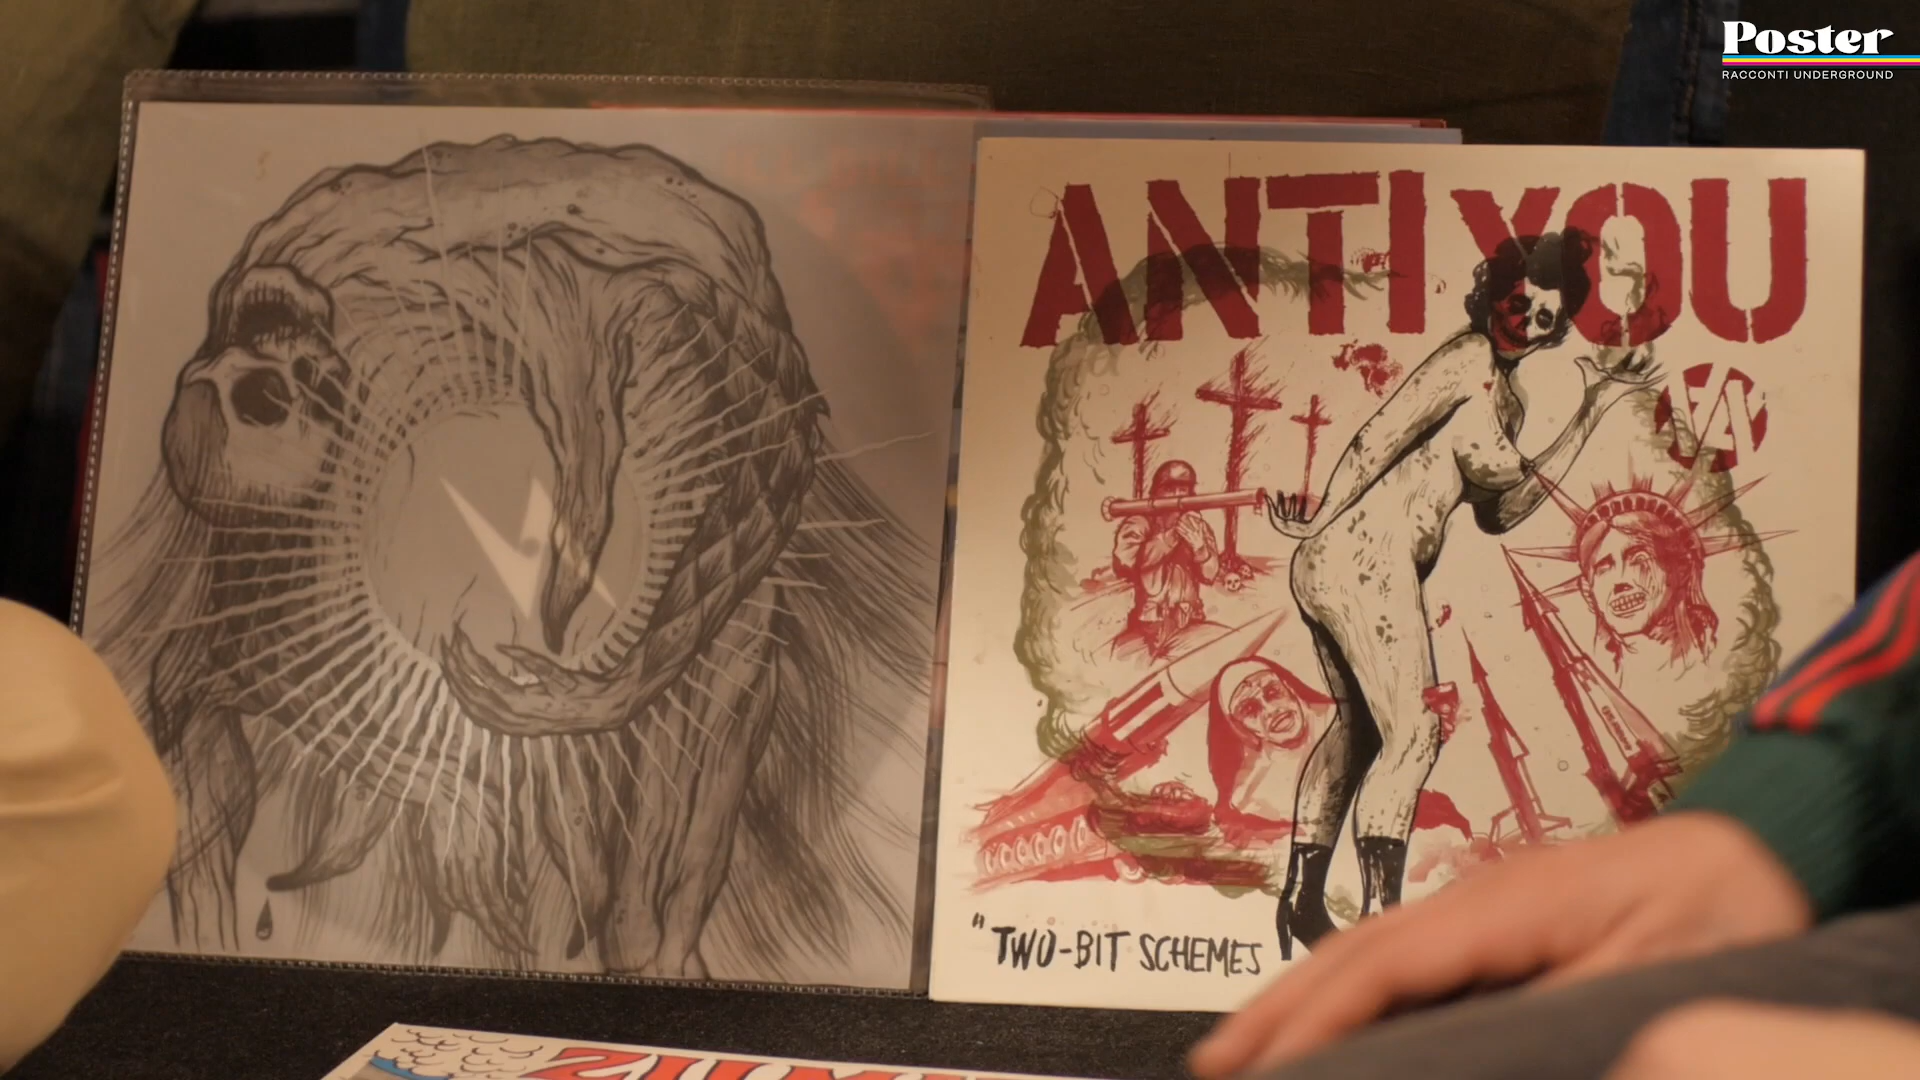 Poster
RACCONTI UNDERGROUND
ANTI YOU
"TWO-BIT SCHEMES